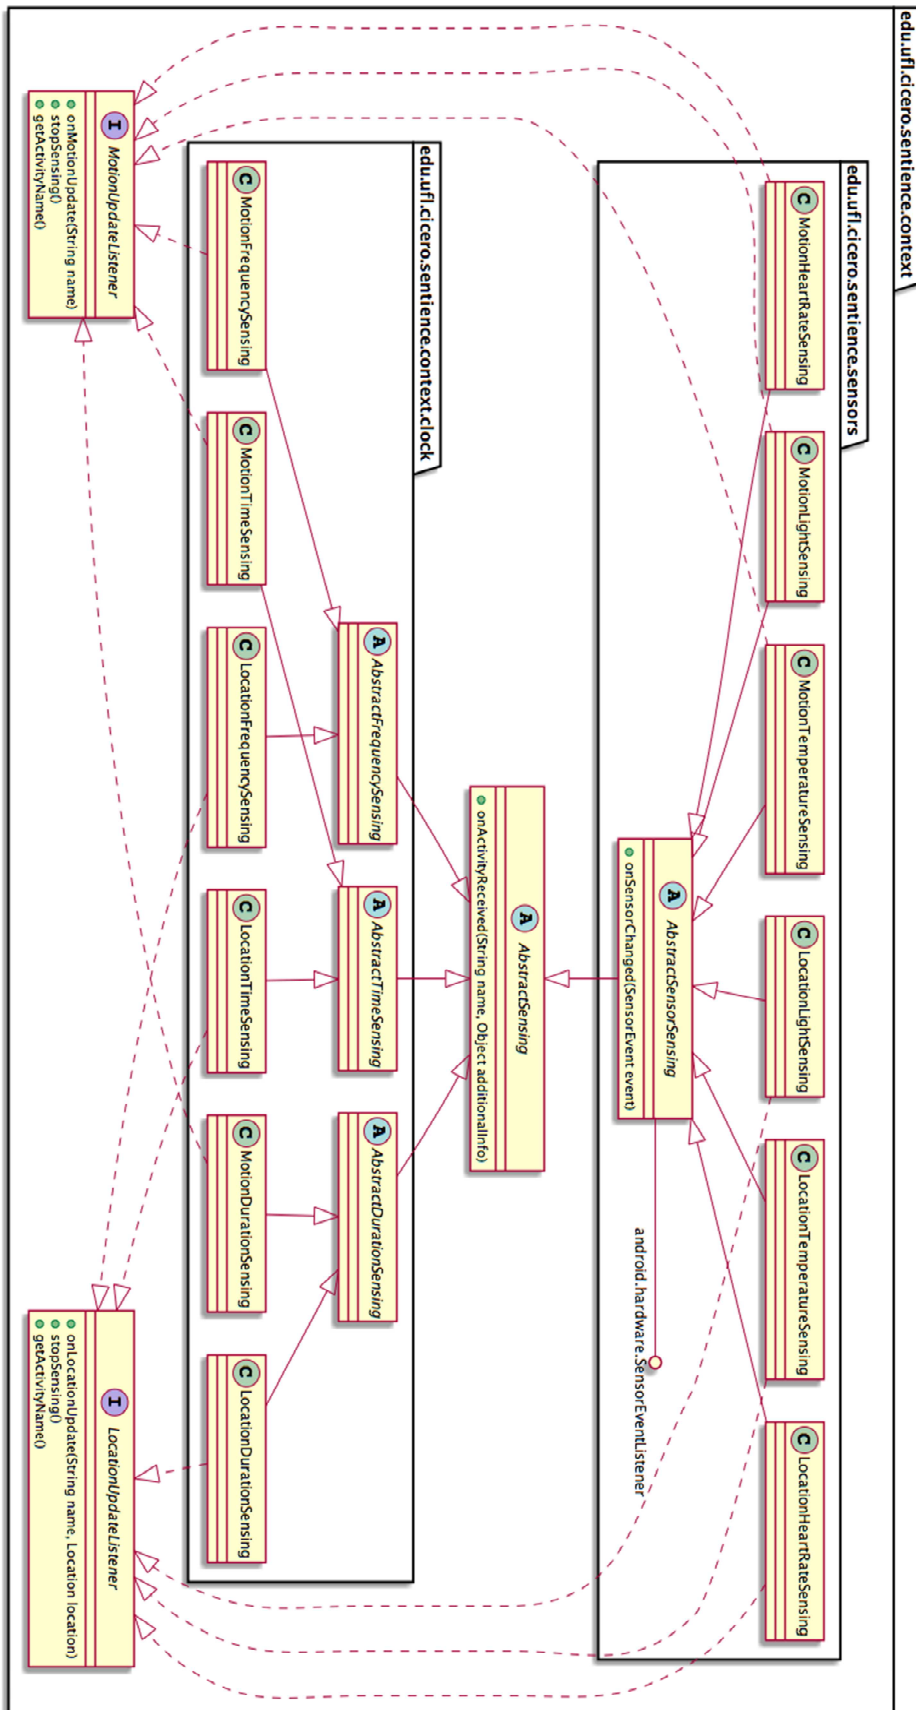 edu.ufl.cicero.sentience.context
edu.ufl.cicero.sentience.sensors
C MotionHeartRateSensing
C MotionLightSensing
C MotionTemperatureSensing
C LocationLightSensing
C LocationTemperatureSensing
C LocationHeartRateSensing
A AbstractSensorSensing
onSensorChanged(SensorEvent event)
android.hardware.SensorEventListener
A AbstractSensing
onActivityReceived(String name, Object additionalInfo)
edu.ufl.cicero.sentience.context.clock
A AbstractFrequencySensing
A AbstractTimeSensing
A AbstractDurationSensing
C MotionFrequencySensing
C MotionTimeSensing
C LocationFrequencySensing
C LocationTimeSensing
C MotionDurationSensing
C LocationDurationSensing
I MotionUpdateListener
onMotionUpdate(String name)
stopSensing()
getActivityName()
I LocationUpdateListener
onLocationUpdate(String name, Location location)
stopSensing()
getActivityName()